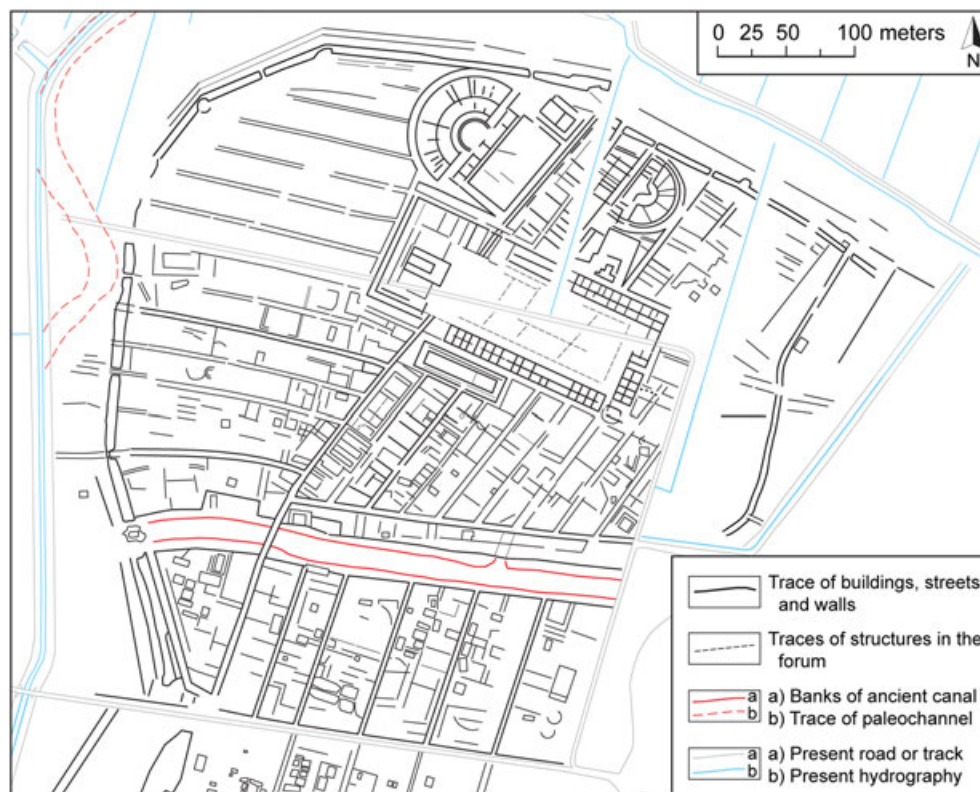 0 25 50 100 meters
N
Trace of buildings, streets
and walls
Traces of structures in the
forum
a a) Banks of ancient canal
b b) Trace of paleochannel
a a) Present road or track
b b) Present hydrography